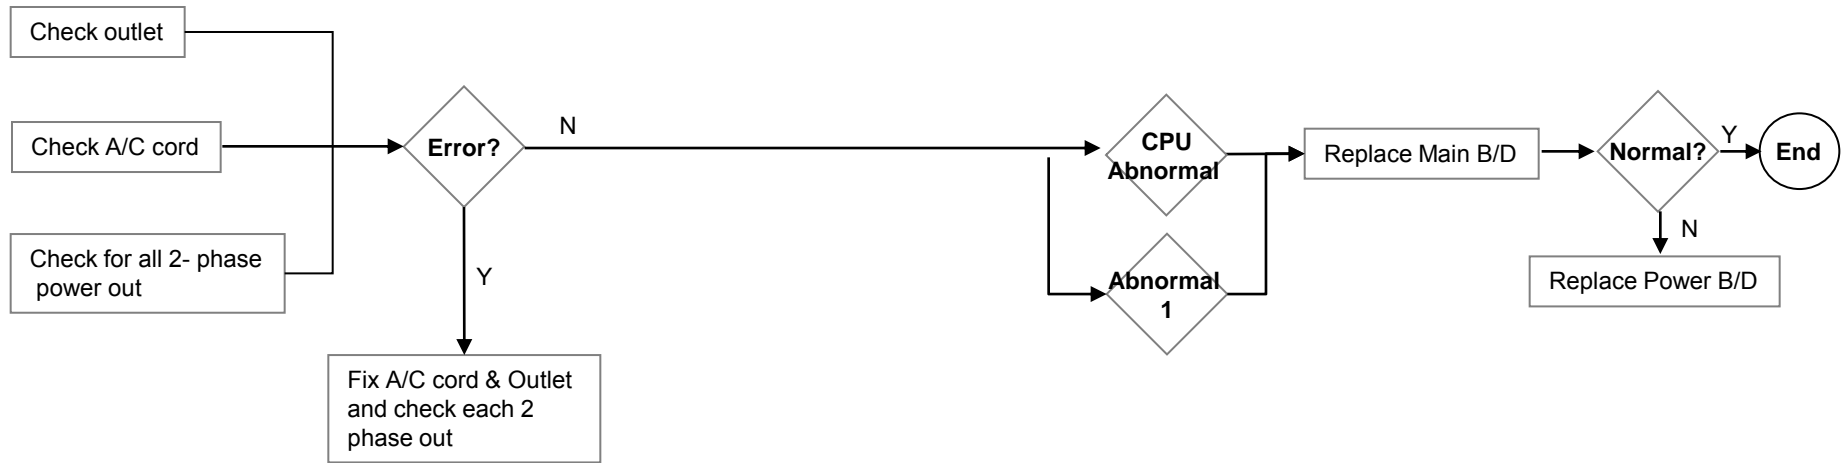 Check outlet
Check A/C cord
Check for all 2- phase
power out
Error?
N
Y
Fix A/C cord & Outlet
and check each 2
phase out
CPU
Abnormal
Abnormal
1
Replace Main B/D
Normal?
Y
End
N
Replace Power B/D